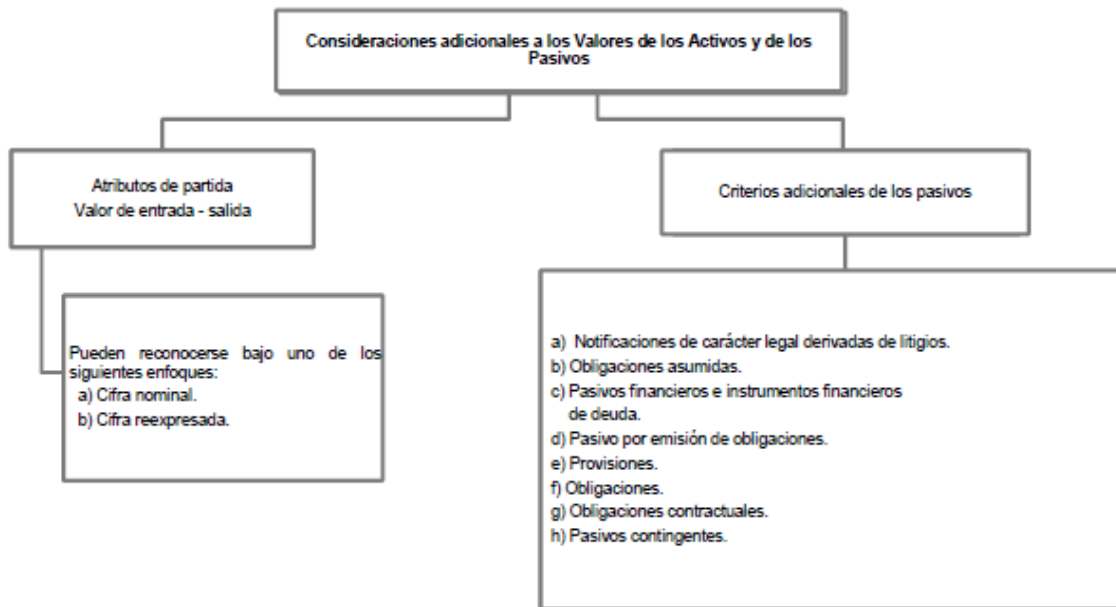 Consideraciones adicionales a los Valores de los Activos y de los
Pasivos
Atributos de partida
Valor de entrada - salida
Criterios adicionales de los pasivos
Pueden reconocerse bajo uno de los
siguientes enfoques:
a) Cifra nominal.
b) Cifra reexpresada.
a) Notificaciones de carácter legal derivadas de litigios.
b) Obligaciones asumidas.
c) Pasivos financieros e instrumentos financieros
de deuda.
d) Pasivo por emisión de obligaciones.
e) Provisiones.
f) Obligaciones.
g) Obligaciones contractuales.
h) Pasivos contingentes.